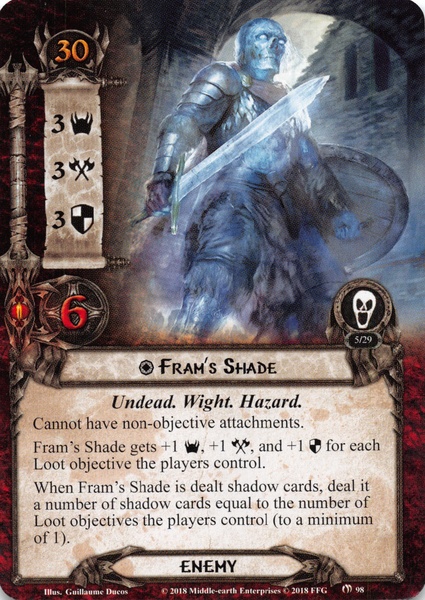 30
3
3
3
6
5/29
Fram's Shade
Undead. Wight. Hazard.
Cannot have non-objective attachments.
Fram's Shade gets +1 , +1 , and +1 for each
Loot objective the players control.
When Fram's Shade is dealt shadow cards, deal it
a number of shadow cards equal to the number of
Loot objectives the players control (to a minimum
of 1).
ENEMY
Illus. Guillaume Ducos © 2018 Middle-earth Enterprises © 2018 FFG 98